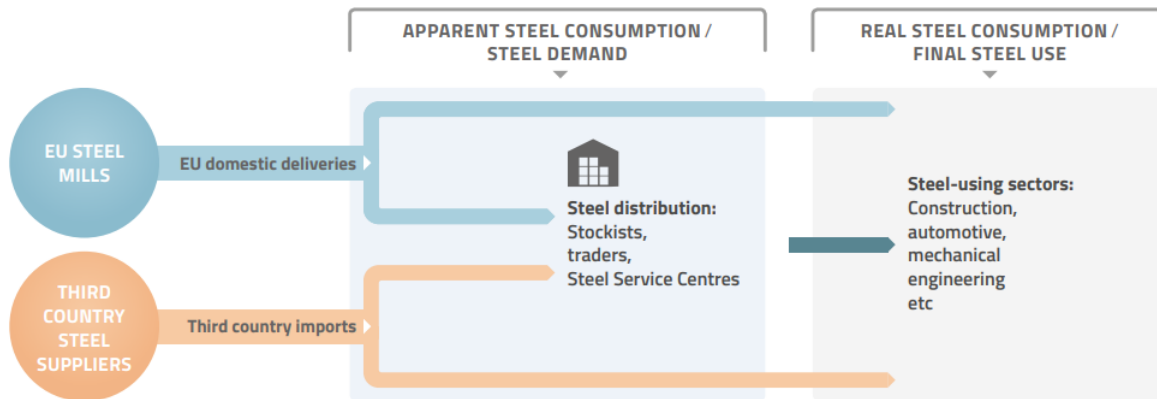 APPARENT STEEL CONSUMPTION /
STEEL DEMAND
REAL STEEL CONSUMPTION /
FINAL STEEL USE
EU STEEL
MILLS
EU domestic deliveries
Steel distribution:
Stockists,
traders,
Steel Service Centres
Steel-using sectors:
Construction,
automotive,
mechanical
engineering
etc
THIRD
COUNTRY
STEEL
SUPPLIERS
Third country imports